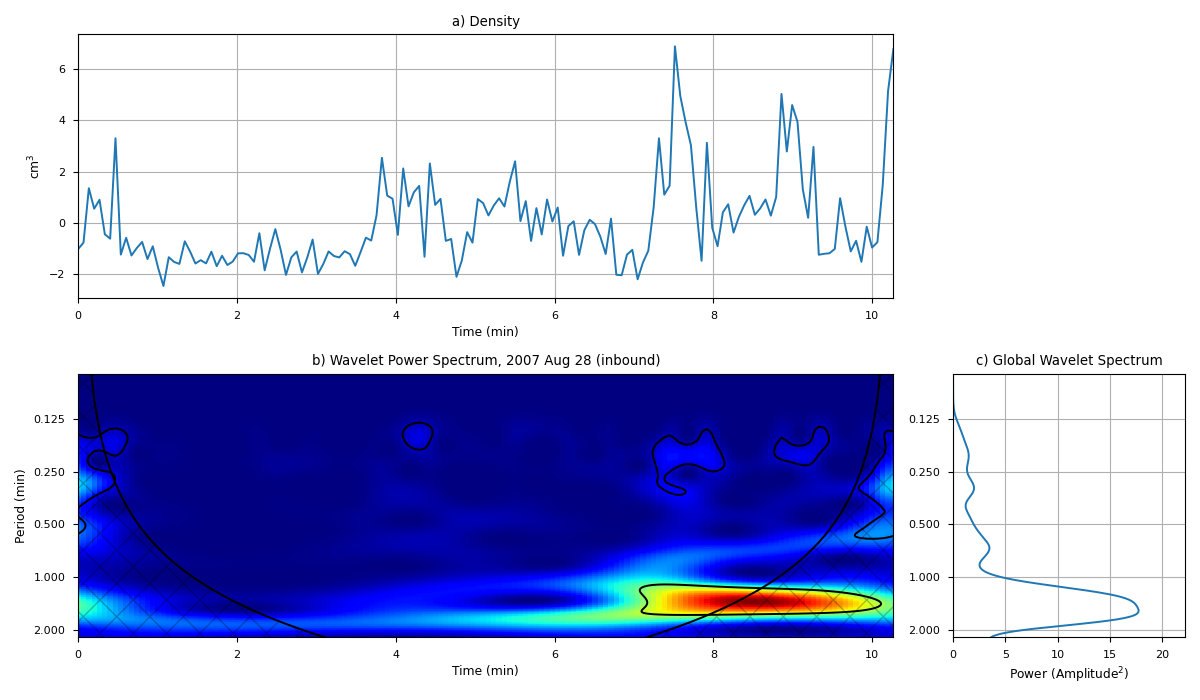 a) Density
cm³
6
4
2
0
−2
0 2 4 6 8 10
Time (min)
b) Wavelet Power Spectrum, 2007 Aug 28 (inbound)
Period (min)
0.125
0.250
0.500
1.000
2.000
0 2 4 6 8 10
Time (min)
c) Global Wavelet Spectrum
0.125
0.250
0.500
1.000
2.000
0 5 10 15 20
Power (Amplitude²)